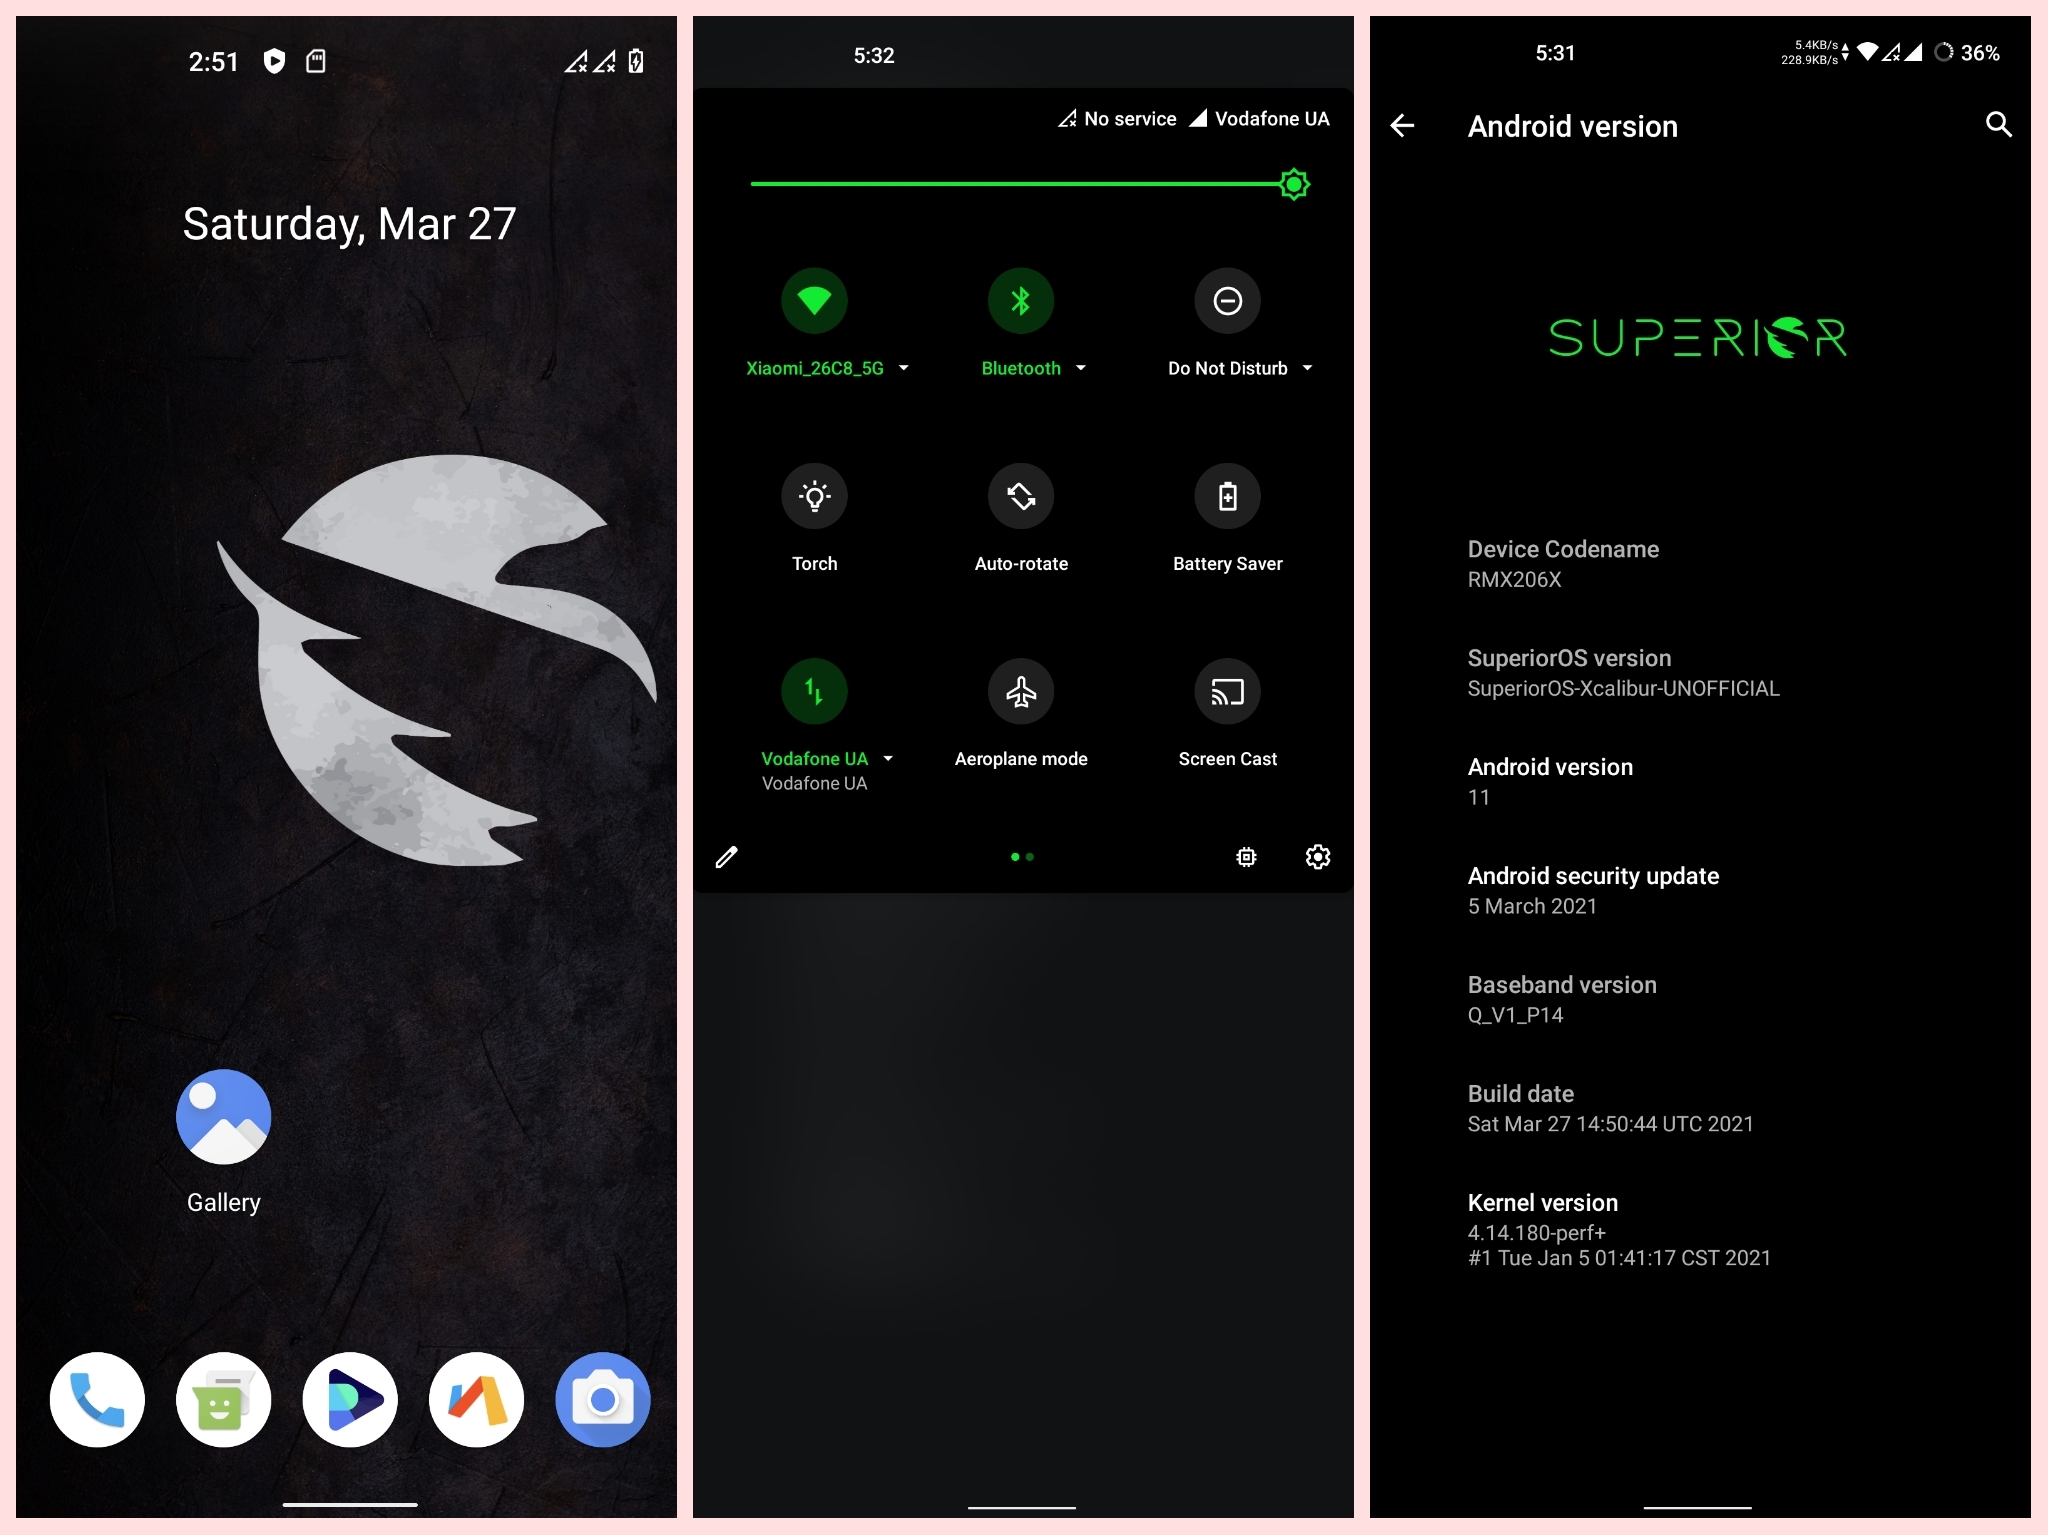 2:51
Saturday, Mar 27
Gallery
5:32
No service Vodafone UA
Xiaomi_26C8_5G Bluetooth Do Not Disturb
Torch Auto-rotate Battery Saver
Vodafone UA Aeroplane mode Screen Cast
Vodafone UA
5:31
5.4KB/s
228.9KB/s
36%
Android version
SUPERIOR
Device Codename
RMX206X
SuperiorOS version
SuperiorOS-Xcalibur-UNOFFICIAL
Android version
11
Android security update
5 March 2021
Baseband version
Q_V1_P14
Build date
Sat Mar 27 14:50:44 UTC 2021
Kernel version
4.14.180-perf+
#1 Tue Jan 5 01:41:17 CST 2021